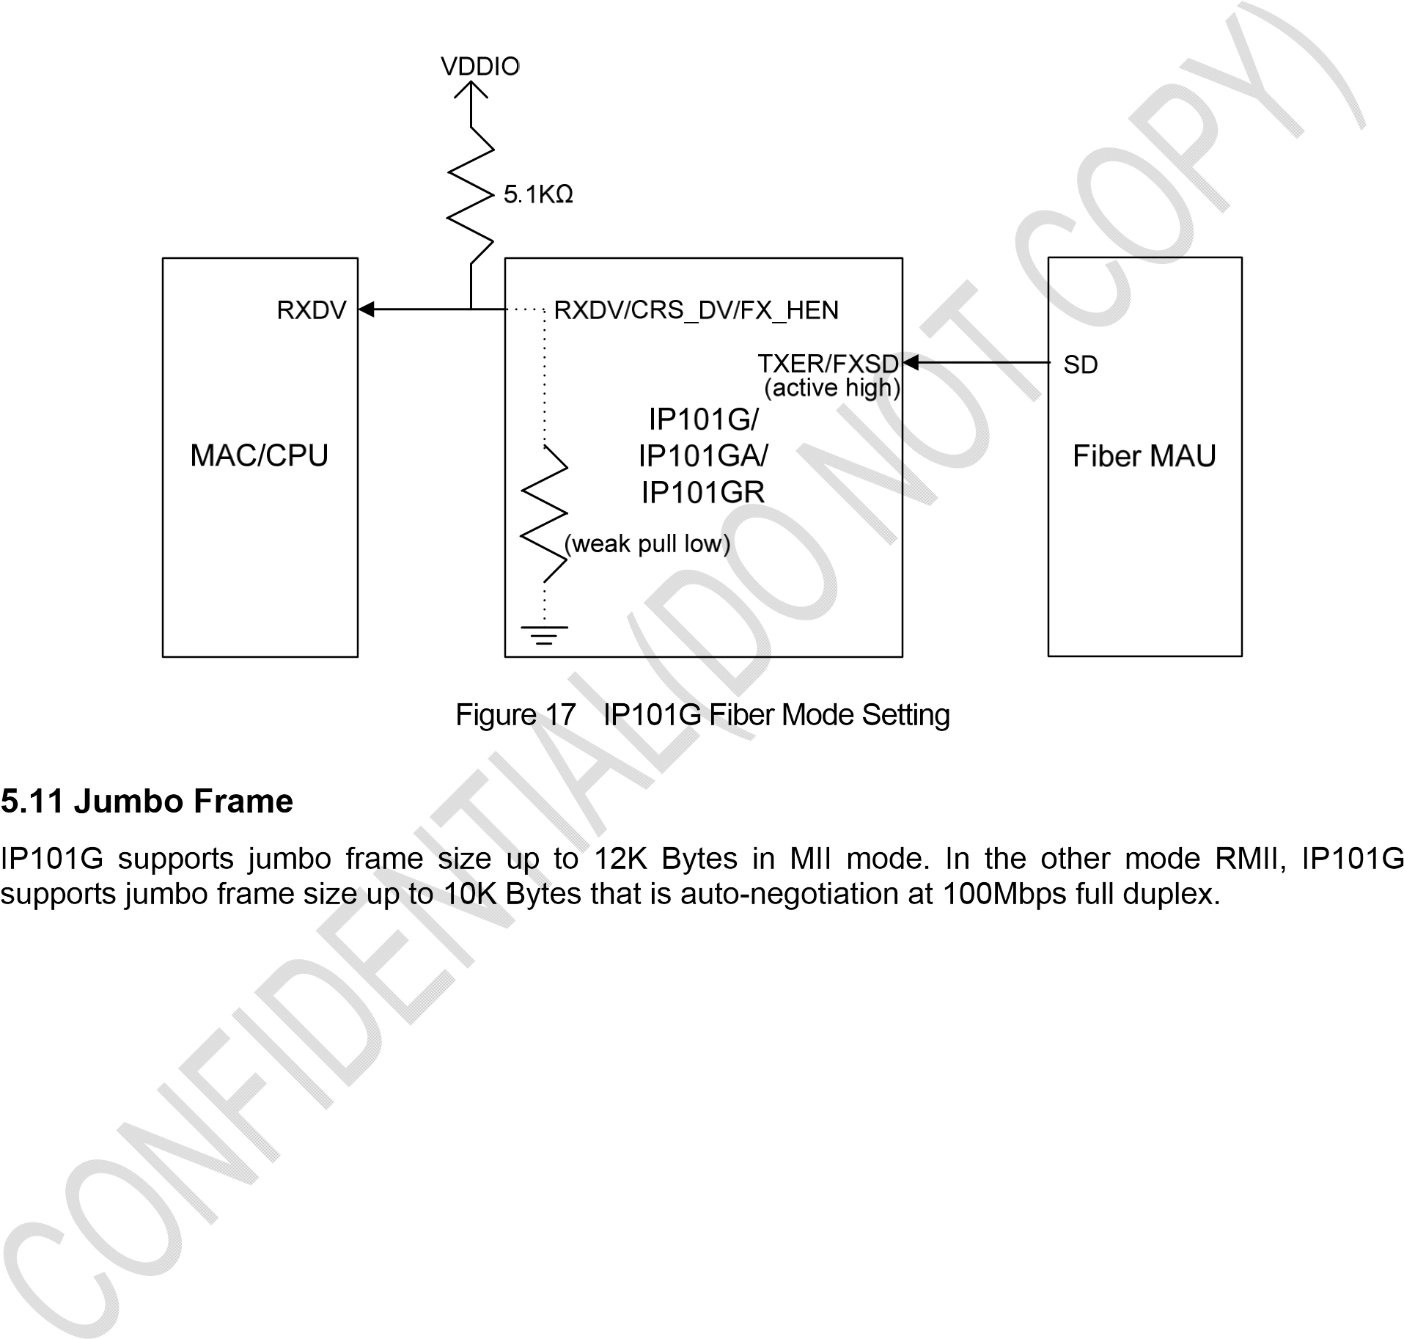 VDDIO
5.1KΩ
RXDV
RXDV/CRS_DV/FX_HEN
TXER/FXSD
(active high)
SD
IP101G/
IP101GA/
IP101GR
MAC/CPU
Fiber MAU
(weak pull low)
Figure 17 IP101G Fiber Mode Setting
5.11 Jumbo Frame
IP101G supports jumbo frame size up to 12K Bytes in MII mode. In the other mode RMII, IP101G
supports jumbo frame size up to 10K Bytes that is auto-negotiation at 100Mbps full duplex.
CONFIDENTIAL(DO NOT COPY)